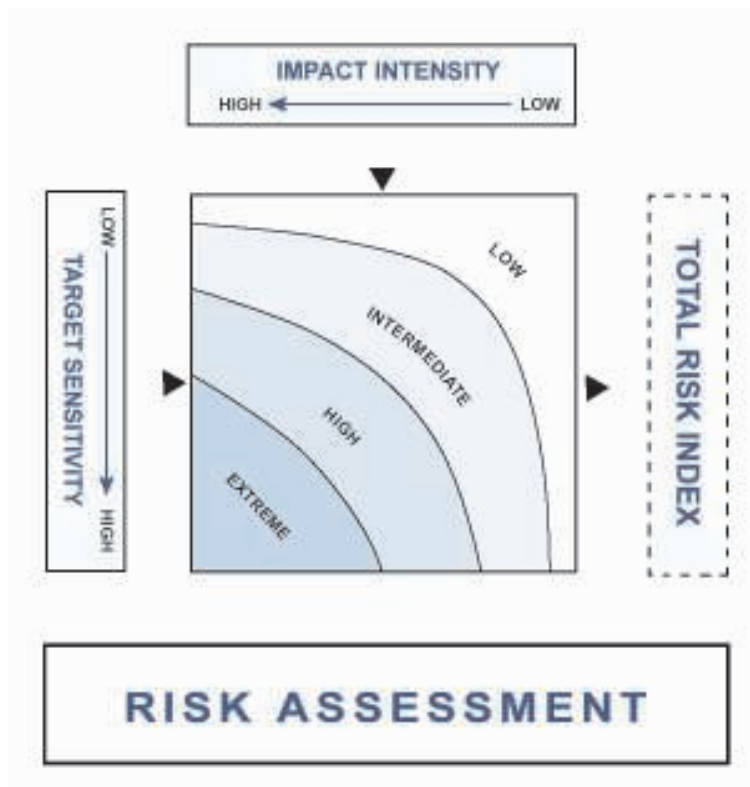 IMPACT INTENSITY
HIGH LOW
LOW
HIGH
TARGET SENSITIVITY
LOW
INTERMEDIATE
HIGH
EXTREME
TOTAL RISK INDEX
RISK ASSESSMENT